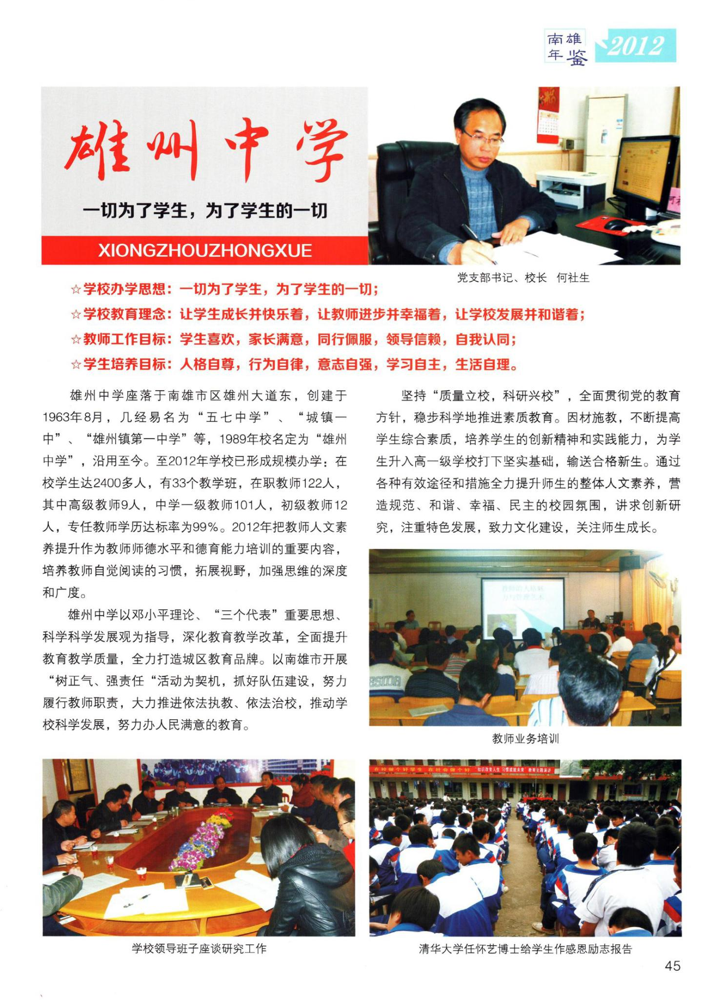 南雄
年鉴
2012
雄州中学
一切为了学生，为了学生的一切
XIONGZHOUZHONGXUE
党支部书记、校长 何社生
☆学校办学思想：一切为了学生，为了学生的一切；
☆学校教育理念：让学生成长并快乐着，让教师进步并幸福着，让学校发展并和谐着；
☆教师工作目标：学生喜欢，家长满意，同行佩服，领导信赖，自我认同；
☆学生培养目标：人格自尊，行为自律，意志自强，学习自主，生活自理。
雄州中学座落于南雄市区雄州大道东，创建于
1963年8月，几经易名为“五七中学”、“城镇一
中”、“雄州镇第一中学”等，1989年校名定为“雄州
中学”，沿用至今。至2012年学校已形成规模办学：在
校学生达2400多人，有33个教学班，在职教师122人，
其中高级教师9人，中学一级教师101人，初级教师12
人，专任教师学历达标率为99%。2012年把教师人文素
养提升作为教师师德水平和德育能力培训的重要内容，
培养教师自觉阅读的习惯，拓展视野，加强思维的深度
和广度。
雄州中学以邓小平理论、“三个代表”重要思想、
科学科学发展观为指导，深化教育教学改革，全面提升
教育教学质量，全力打造城区教育品牌。以南雄市开展
“树正气、强责任“活动为契机，抓好队伍建设，努力
履行教师职责，大力推进依法执教、依法治校，推动学
校科学发展，努力办人民满意的教育。
坚持“质量立校，科研兴校”，全面贯彻党的教育
方针，稳步科学地推进素质教育。因材施教，不断提高
学生综合素质，培养学生的创新精神和实践能力，为学
生升入高一级学校打下坚实基础，输送合格新生。通过
各种有效途径和措施全力提升师生的整体人文素养，营
造规范、和谐、幸福、民主的校园氛围，讲求创新研
究，注重特色发展，致力文化建设，关注师生成长。
教师的人格魅
力与管理艺术
教师业务培训
学校领导班子座谈研究工作
在校做个好学生 在社会做个好 “知识改变人生 习惯成就未来”教育主题演讲
清华大学任怀艺博士给学生作感恩励志报告
45